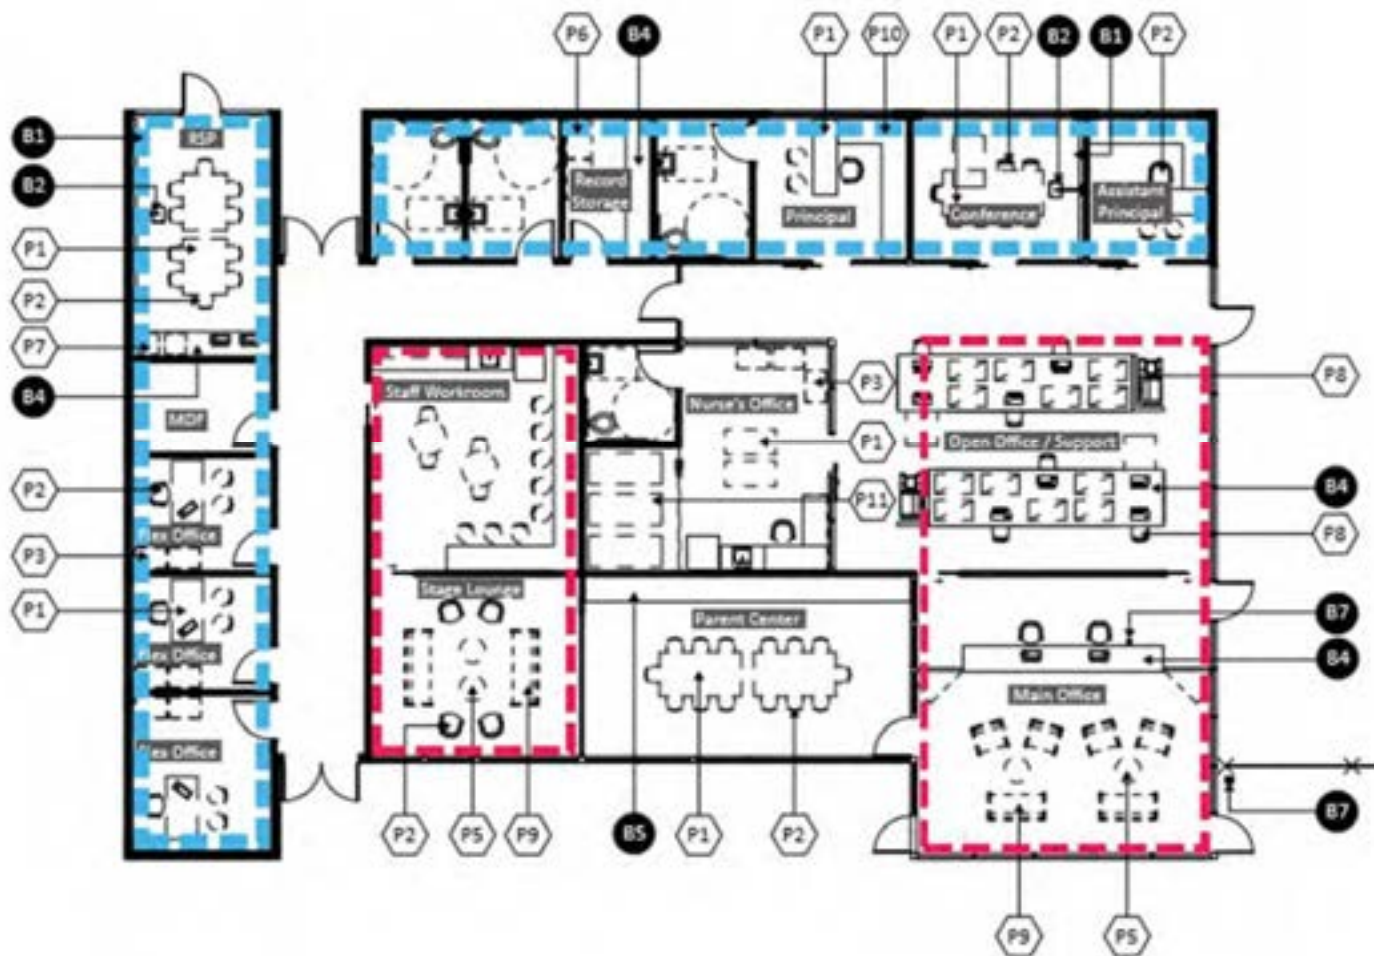 P6
B4
P1
P10
P1
P2
B2
B1
P2
B1
B2
P1
P2
P7
B4
P2
P3
P1
RSP
MDF
Flex Office
Flex Office
Flex Office
Record
Storage
Principal
Conference
Assistant
Principal
Staff Workroom
Nurse's Office
Open Office / Support
Stage Lounge
Parent Center
Main Office
P3
P1
P11
P8
B4
P8
B7
B4
B7
P2
P5
P9
B5
P1
P2
P9
P5